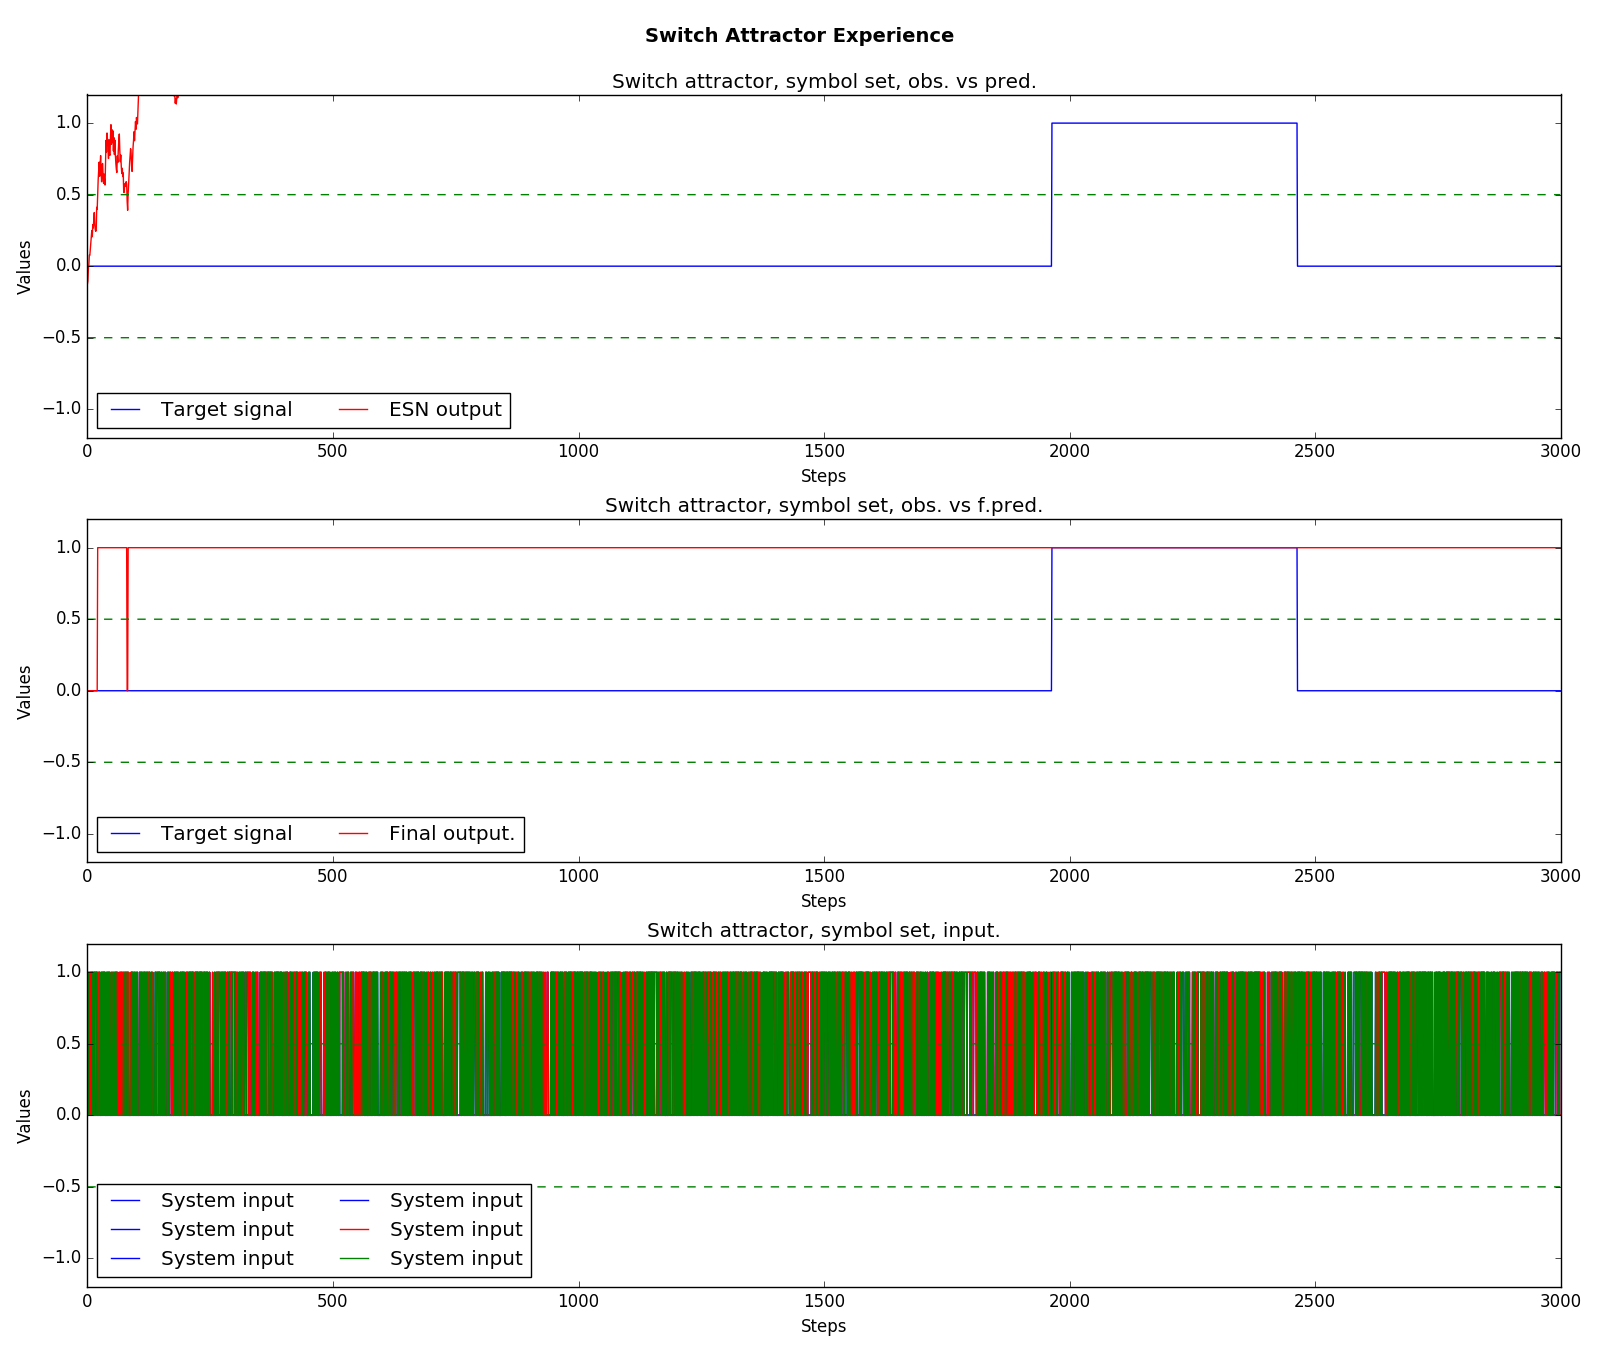 Switch Attractor Experience
Switch attractor, symbol set, obs. vs pred.
1.0
0.5
0.0
−0.5
−1.0
Values
Target signal ESN output
0 500 1000 1500 2000 2500 3000
Steps
Switch attractor, symbol set, obs. vs f.pred.
1.0
0.5
0.0
−0.5
−1.0
Values
Target signal Final output.
0 500 1000 1500 2000 2500 3000
Steps
Switch attractor, symbol set, input.
1.0
0.5
0.0
−0.5
−1.0
Values
System input System input
System input System input
System input System input
0 500 1000 1500 2000 2500 3000
Steps